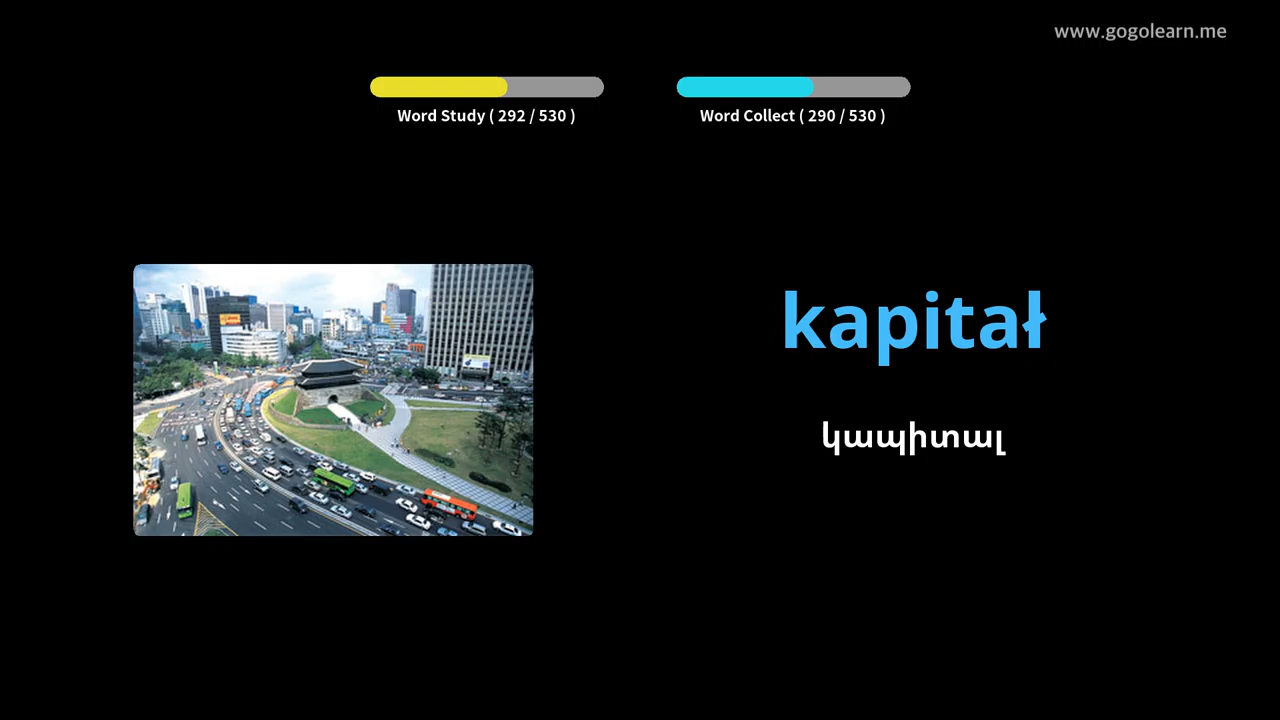 www.gogolearn.me
Word Study ( 292 / 530 )
Word Collect ( 290 / 530 )
kapitał
կապիտալ